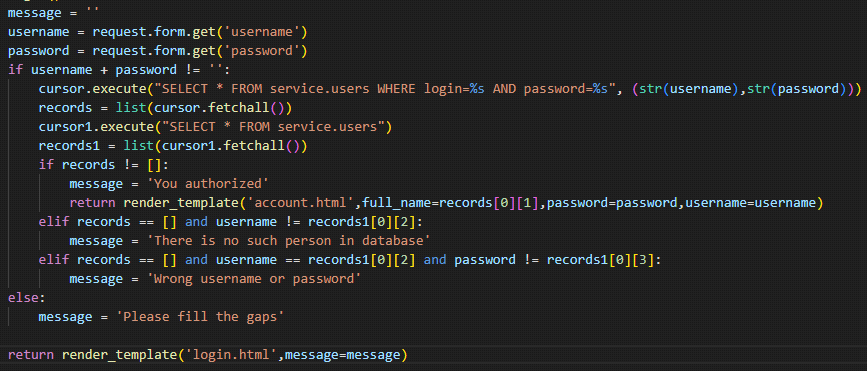 message = ''
username = request.form.get('username')
password = request.form.get('password')
if username + password != '':
    cursor.execute("SELECT * FROM service.users WHERE login=%s AND password=%s", (str(username),str(password)))
    records = list(cursor.fetchall())
    cursor1.execute("SELECT * FROM service.users")
    records1 = list(cursor1.fetchall())
    if records != []:
        message = 'You authorized'
        return render_template('account.html',full_name=records[0][1],password=password,username=username)
    elif records == [] and username != records1[0][2]:
        message = 'There is no such person in database'
    elif records == [] and username == records1[0][2] and password != records1[0][3]:
        message = 'Wrong username or password'
else:
    message = 'Please fill the gaps'
return render_template('login.html',message=message)